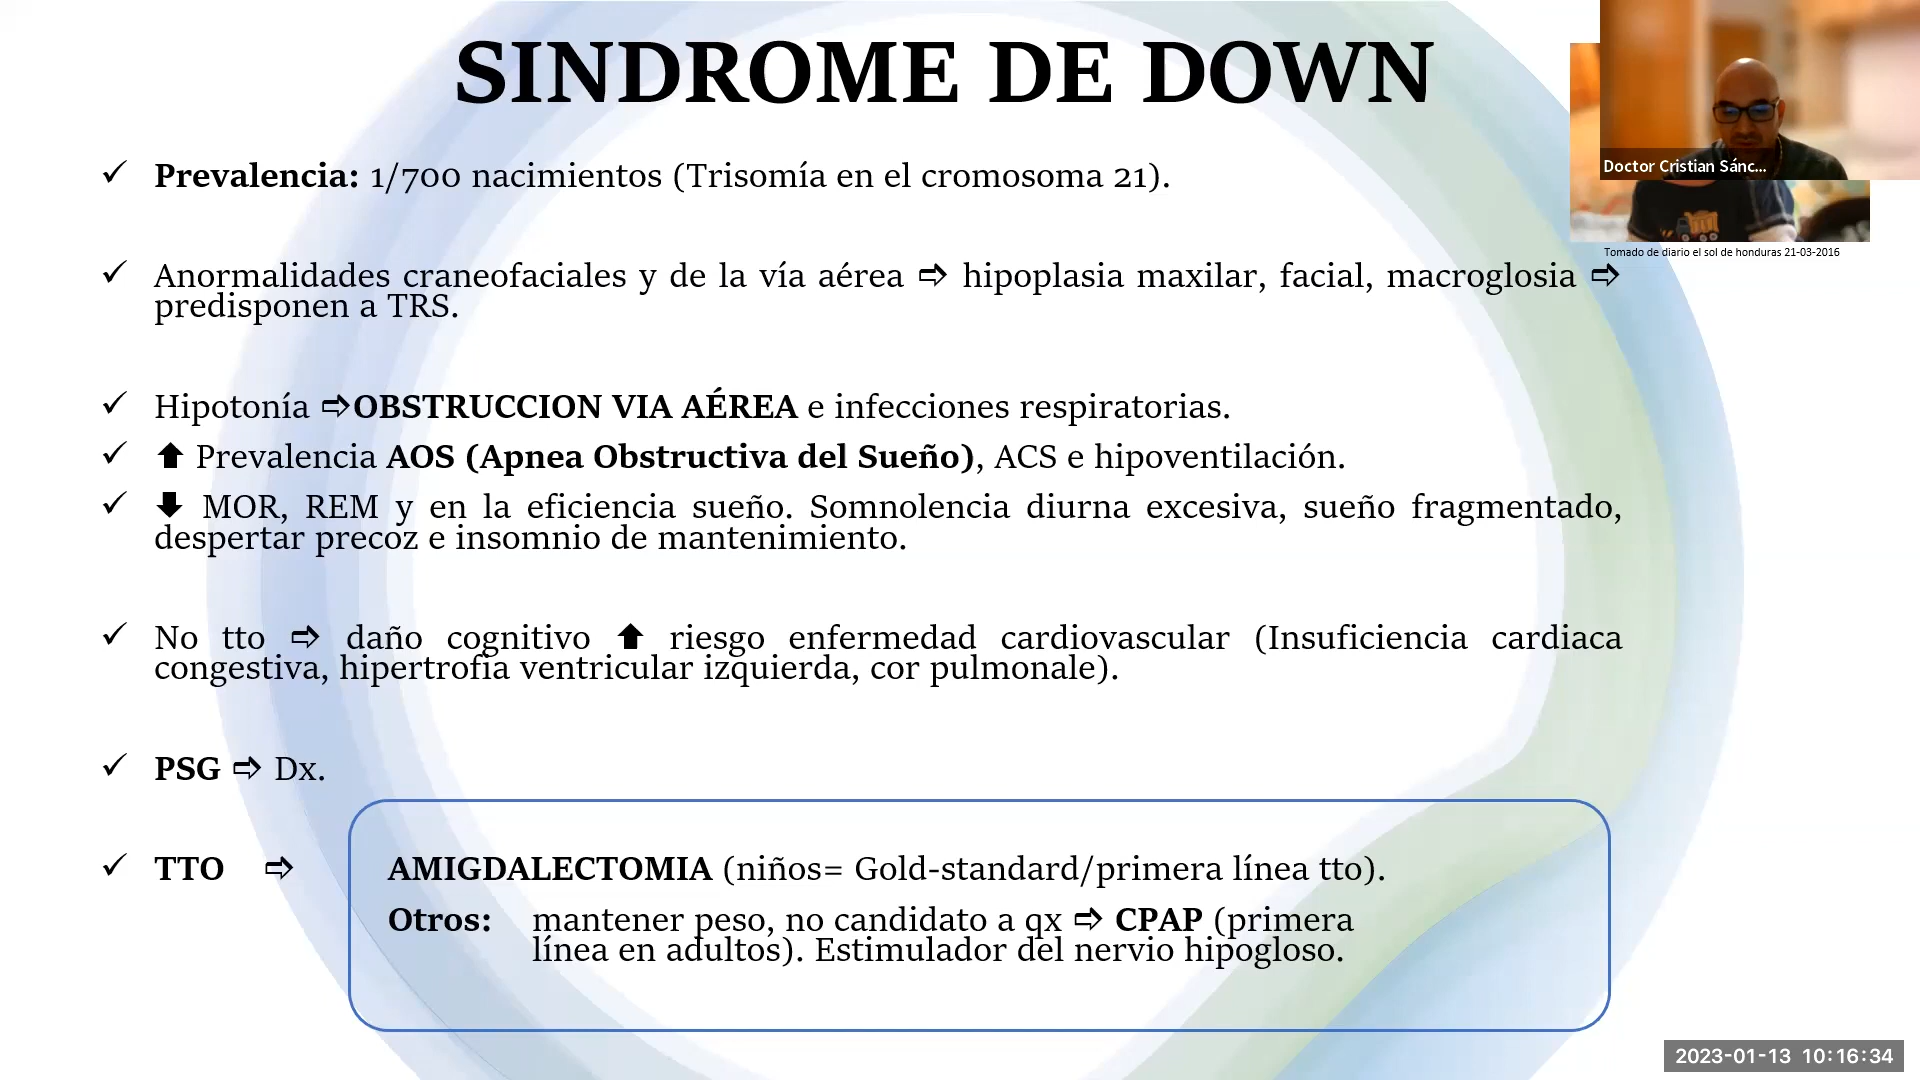 SINDROME DE DOWN
Doctor Cristian Sánc...
Tomado de diario el sol de honduras 21-03-2016
✓ Prevalencia: 1/700 nacimientos (Trisomía en el cromosoma 21).
✓ Anormalidades craneofaciales y de la vía aérea ⇨ hipoplasia maxilar, facial, macroglosia ⇨
predisponen a TRS.
✓ Hipotonía ⇨OBSTRUCCION VIA AÉREA e infecciones respiratorias.
✓ ⬆ Prevalencia AOS (Apnea Obstructiva del Sueño), ACS e hipoventilación.
✓ ⬇ MOR, REM y en la eficiencia sueño. Somnolencia diurna excesiva, sueño fragmentado,
despertar precoz e insomnio de mantenimiento.
✓ No tto ⇨ daño cognitivo ⬆ riesgo enfermedad cardiovascular (Insuficiencia cardiaca
congestiva, hipertrofia ventricular izquierda, cor pulmonale).
✓ PSG ⇨ Dx.
✓ TTO ⇨ AMIGDALECTOMIA (niños= Gold-standard/primera línea tto).
Otros: mantener peso, no candidato a qx ⇨ CPAP (primera
línea en adultos). Estimulador del nervio hipogloso.
2023-01-13 10:16:34